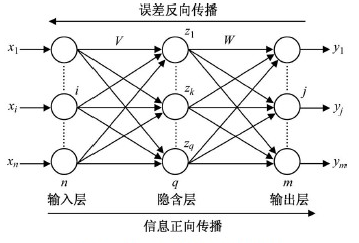 误差反向传播
x1 V z1 W y1
xi i zk j yj
xn zq ym
n q m
输入层 隐含层 输出层
信息正向传播